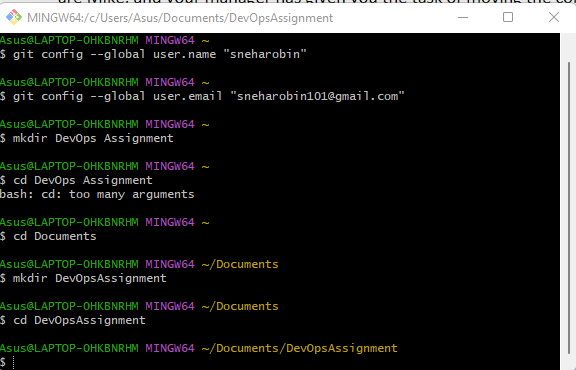 MINGW64:/c/Users/Asus/Documents/DevOpsAssignment
Asus@LAPTOP-OHKBNRHM MINGW64 ~
$ git config --global user.name "sneharobin"
Asus@LAPTOP-OHKBNRHM MINGW64 ~
$ git config --global user.email "sneharobin101@gmail.com"
Asus@LAPTOP-OHKBNRHM MINGW64 ~
$ mkdir DevOps Assignment
Asus@LAPTOP-OHKBNRHM MINGW64 ~
$ cd DevOps Assignment
bash: cd: too many arguments
Asus@LAPTOP-OHKBNRHM MINGW64 ~
$ cd Documents
Asus@LAPTOP-OHKBNRHM MINGW64 ~/Documents
$ mkdir DevOpsAssignment
Asus@LAPTOP-OHKBNRHM MINGW64 ~/Documents
$ cd DevOpsAssignment
Asus@LAPTOP-OHKBNRHM MINGW64 ~/Documents/DevOpsAssignment
$